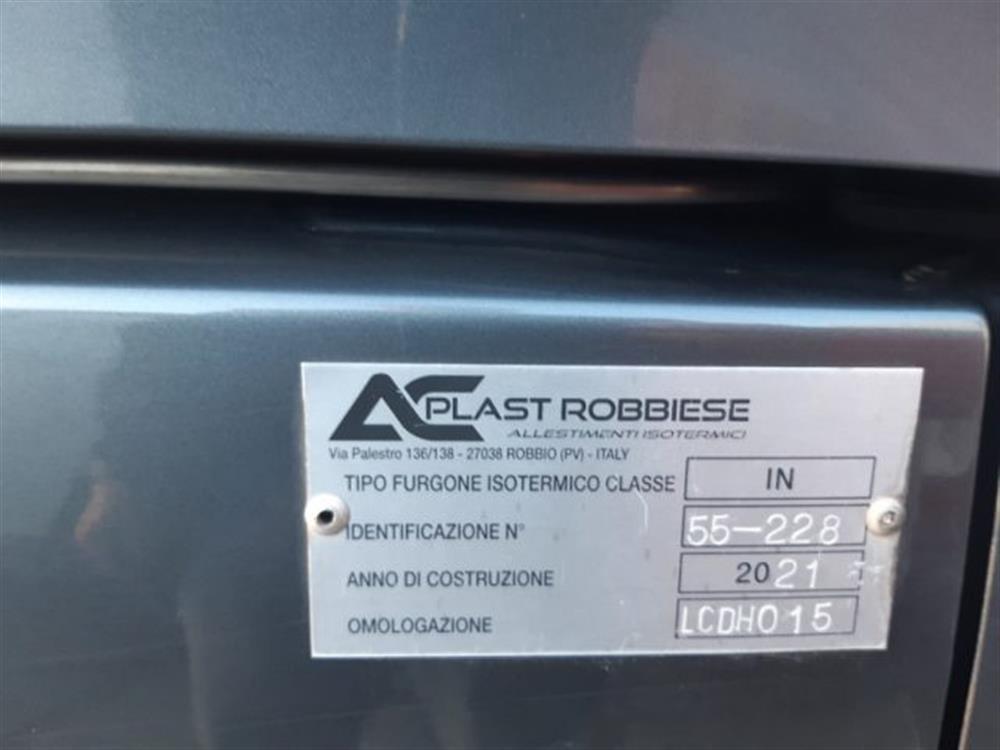 AC PLAST ROBBIESE
ALLESTIMENTI ISOTERMICI
Via Palestro 136/138 - 27038 ROBBIO (PV) - ITALY
TIPO FURGONE ISOTERMICO CLASSE IN
IDENTIFICAZIONE N° 55-228
ANNO DI COSTRUZIONE 2021
OMOLOGAZIONE LCDH015